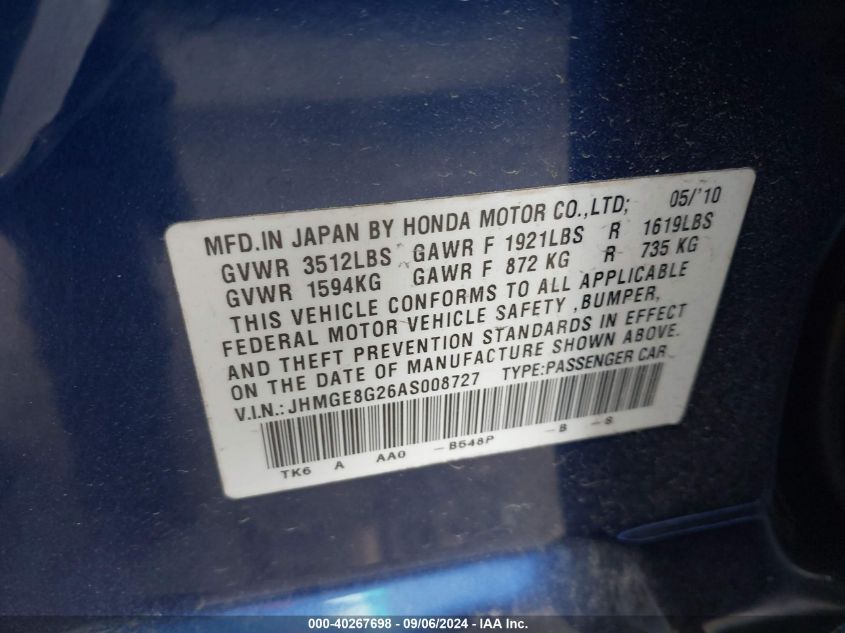 MFD.IN JAPAN BY HONDA MOTOR CO.,LTD; 05/'10
GVWR 3512LBS GAWR F 1921LBS R 1619LBS
GVWR 1594KG GAWR F 872 KG R 735 KG
THIS VEHICLE CONFORMS TO ALL APPLICABLE
FEDERAL MOTOR VEHICLE SAFETY ,BUMPER,
AND THEFT PREVENTION STANDARDS IN EFFECT
ON THE DATE OF MANUFACTURE SHOWN ABOVE.
V.I.N.: JHMGE8G26AS008727 TYPE:PASSENGER CAR
TK6 A AA0 -B548P -B -S
000-40267698 - 09/06/2024 - IAA Inc.